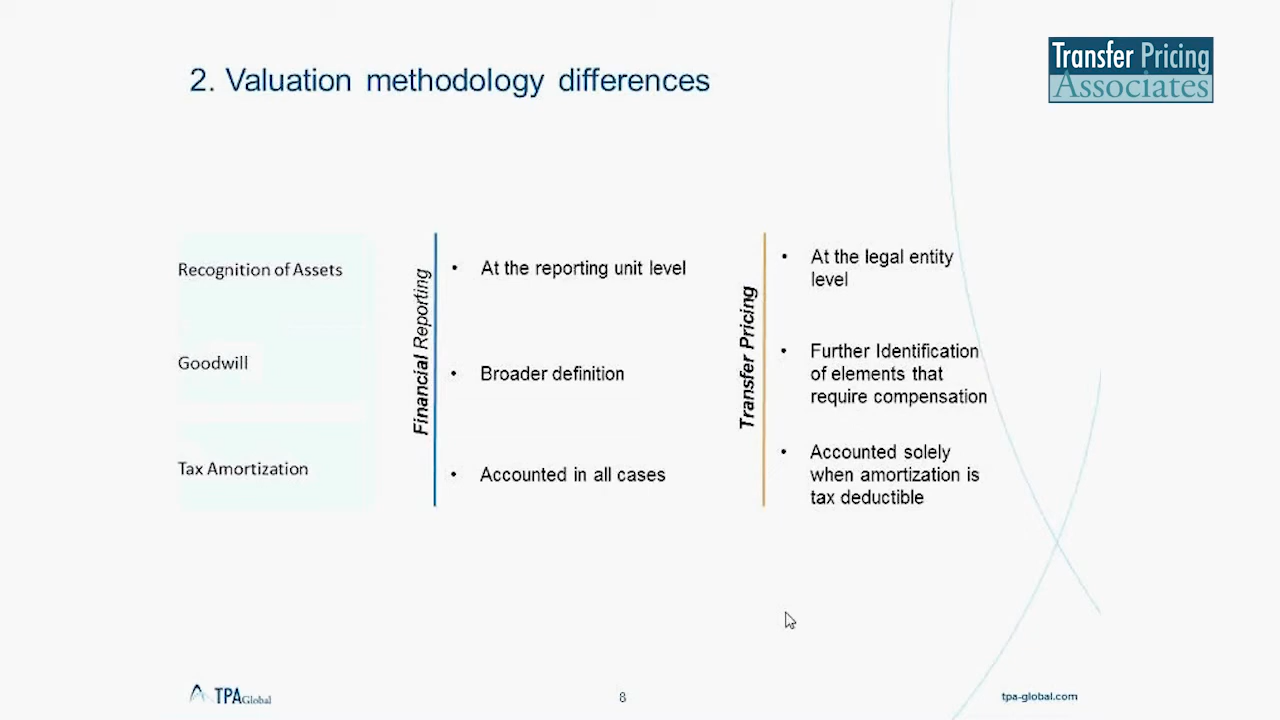 2. Valuation methodology differences
Transfer Pricing
Associates
Recognition of Assets
Goodwill
Tax Amortization
Financial Reporting
• At the reporting unit level
• Broader definition
• Accounted in all cases
Transfer Pricing
• At the legal entity
level
• Further Identification
of elements that
require compensation
• Accounted solely
when amortization is
tax deductible
TPA Global
8
tpa-global.com